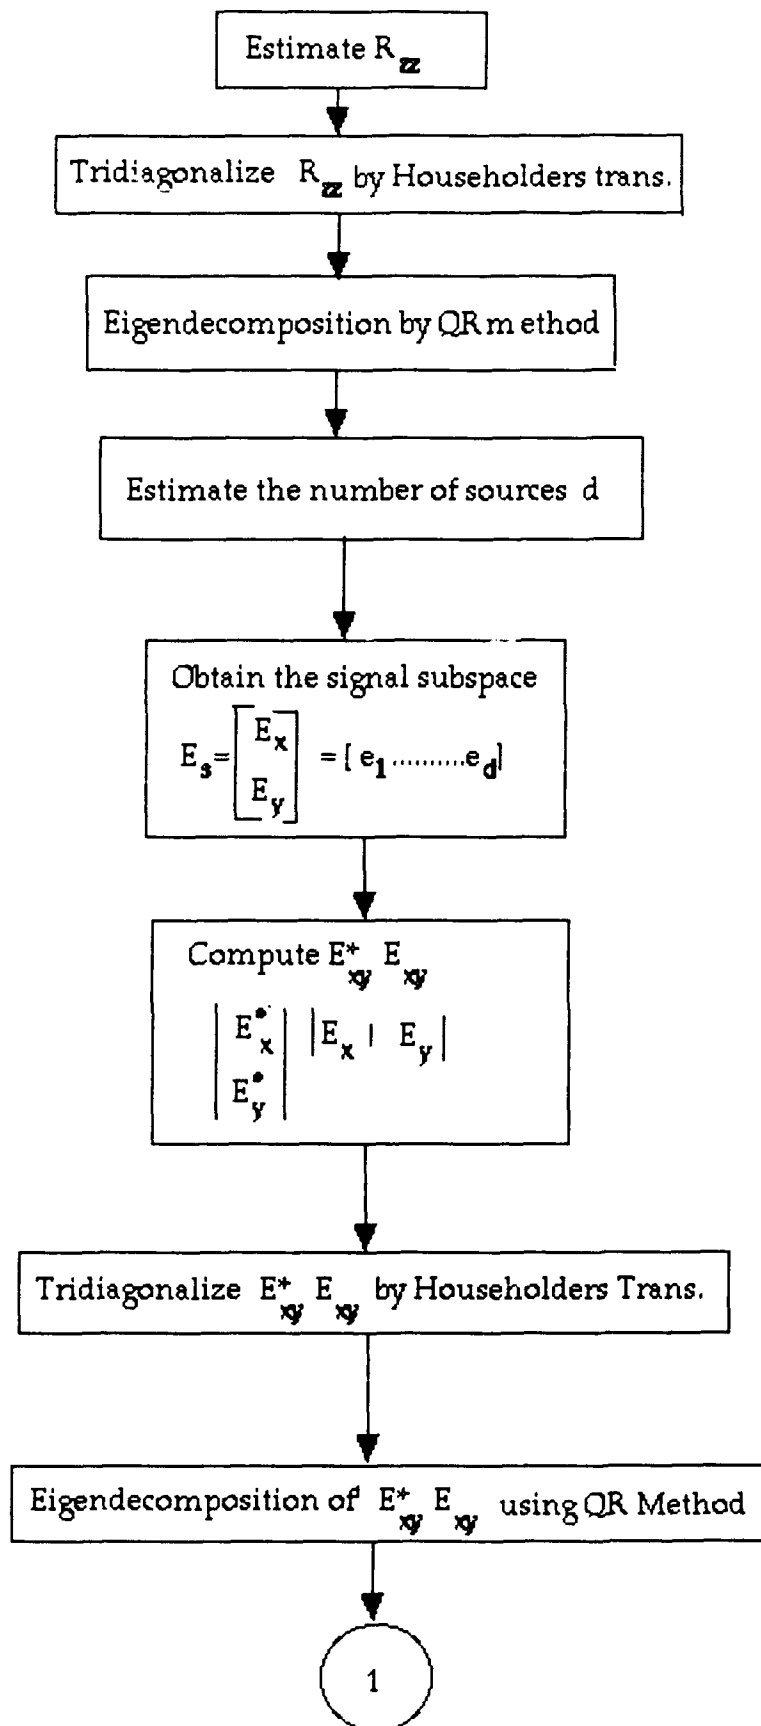 Estimate R_zz
Tridiagonalize R_zz by Householders trans.
Eigendecomposition by QR method
Estimate the number of sources d
Obtain the signal subspace
E_s = [ E_x
E_y ] = [ e_1 .......... e_d ]
Compute E*_xy E_xy
| E*_x | | E_x | E_y |
| E*_y |
Tridiagonalize E*_xy E_xy by Householders Trans.
Eigendecomposition of E*_xy E_xy using QR Method
1